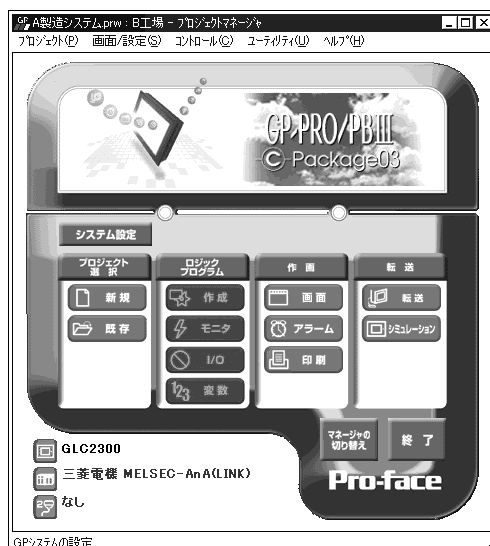 A製造システム.prw : B工場 - プロジェクトマネージャ
プロジェクト(P) 画面/設定(S) コントロール(C) ユーティリティ(U) ヘルプ(H)
GP-PRO/PBⅢ
C-Package03
システム設定
プロジェクト選択 ロジックプログラム 作画 転送
新規 作成 画面 転送
既存 モニタ アラーム シミュレーション
I/O 印刷
123 変数
マネージャの切り替え 終了
GLC2300
三菱電機 MELSEC-AnA(LINK)
なし
Pro-face
GPシステムの設定